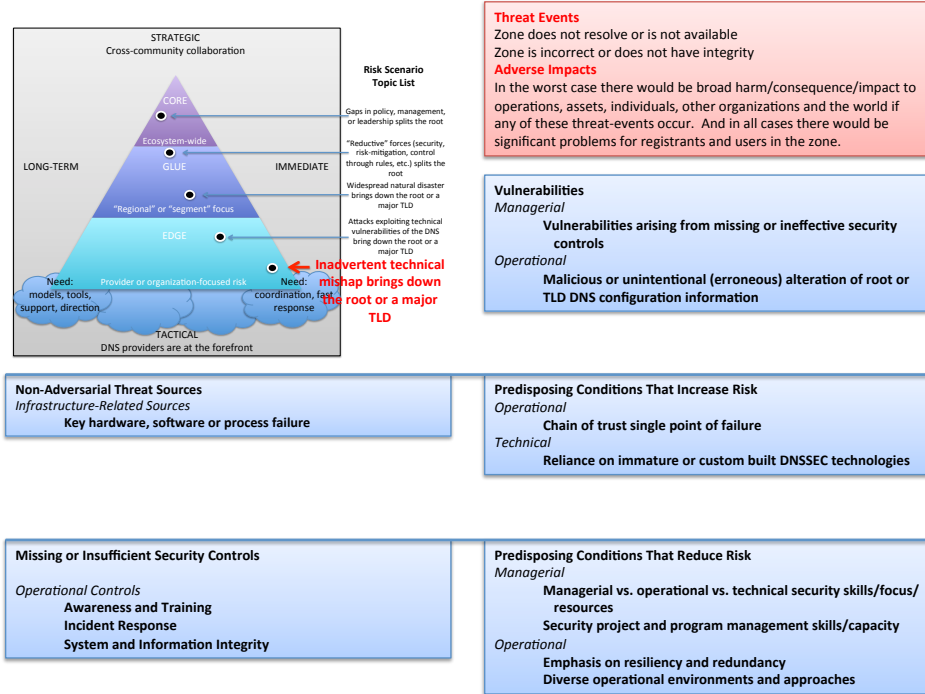 STRATEGIC
Cross-community collaboration
LONG-TERM
IMMEDIATE
CORE
Ecosystem-wide
GLUE
"Regional" or "segment" focus
EDGE
Provider or organization-focused risk
Need:
models, tools,
support, direction
Need:
coordination, fast
response
TACTICAL
DNS providers are at the forefront
Risk Scenario
Topic List
Gaps in policy, management,
or leadership splits the root
"Reductive" forces (security,
risk-mitigation, control
through rules, etc.) splits the
root
Widespread natural disaster
brings down the root or a
major TLD
Attacks exploiting technical
vulnerabilities of the DNS
bring down the root or a
major TLD
Inadvertent technical
mishap brings down
the root or a major
TLD
Threat Events
Zone does not resolve or is not available
Zone is incorrect or does not have integrity
Adverse Impacts
In the worst case there would be broad harm/consequence/impact to
operations, assets, individuals, other organizations and the world if
any of these threat-events occur. And in all cases there would be
significant problems for registrants and users in the zone.
Vulnerabilities
Managerial
Vulnerabilities arising from missing or ineffective security
controls
Operational
Malicious or unintentional (erroneous) alteration of root or
TLD DNS configuration information
Non-Adversarial Threat Sources
Infrastructure-Related Sources
Key hardware, software or process failure
Predisposing Conditions That Increase Risk
Operational
Chain of trust single point of failure
Technical
Reliance on immature or custom built DNSSEC technologies
Missing or Insufficient Security Controls
Operational Controls
Awareness and Training
Incident Response
System and Information Integrity
Predisposing Conditions That Reduce Risk
Managerial
Managerial vs. operational vs. technical security skills/focus/
resources
Security project and program management skills/capacity
Operational
Emphasis on resiliency and redundancy
Diverse operational environments and approaches